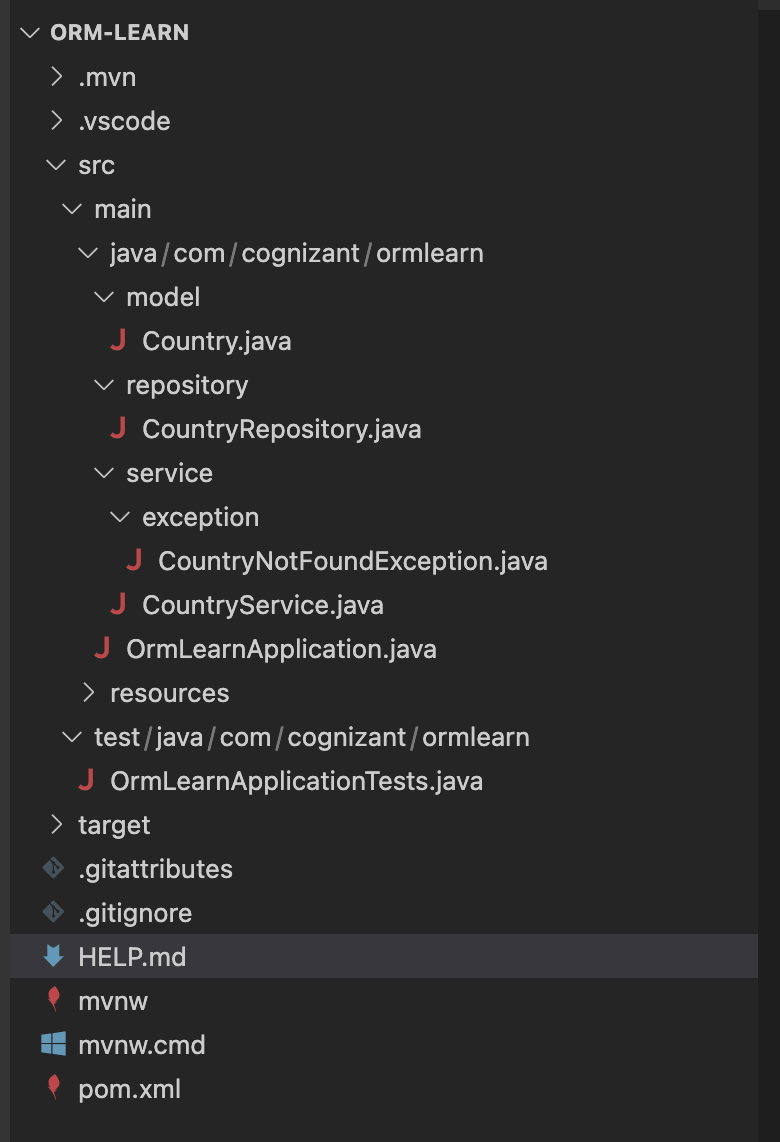 ORM-LEARN
.mvn
.vscode
src
main
java/com/cognizant/ormlearn
model
Country.java
repository
CountryRepository.java
service
exception
CountryNotFoundException.java
CountryService.java
OrmLearnApplication.java
resources
test/java/com/cognizant/ormlearn
OrmLearnApplicationTests.java
target
.gitattributes
.gitignore
HELP.md
mvnw
mvnw.cmd
pom.xml